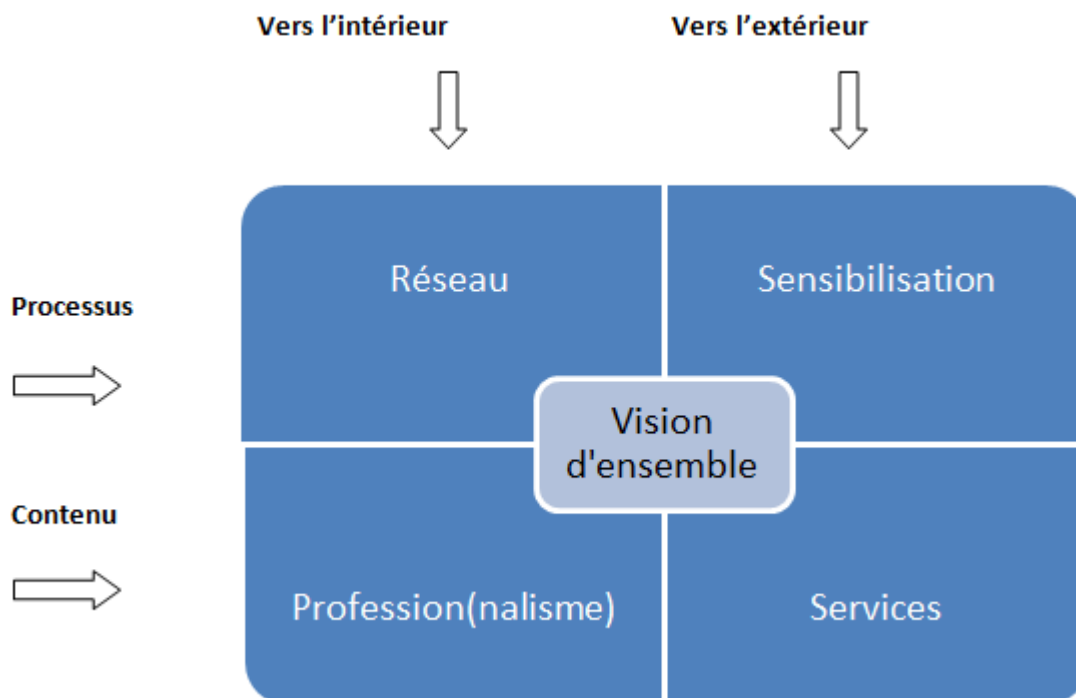 Vers l’intérieur
Vers l’extérieur
Processus
Réseau
Sensibilisation
Vision
d'ensemble
Contenu
Profession(nalisme)
Services